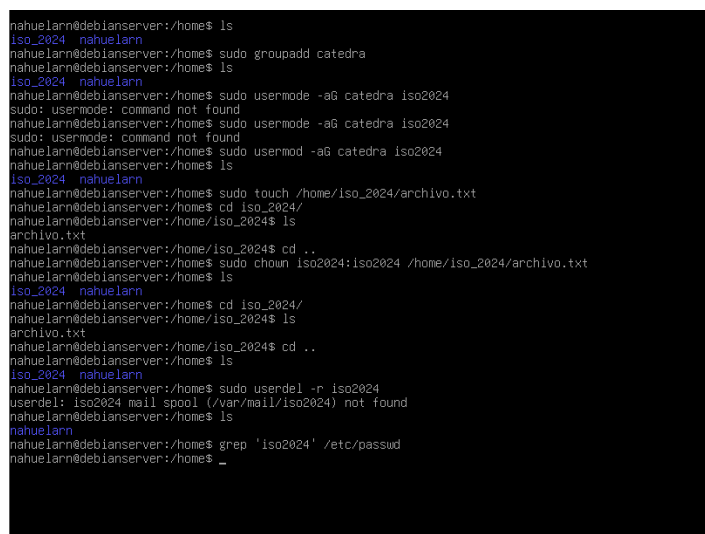 nahuelarn@debianserver:/home$ ls
iso_2024  nahuelarn
nahuelarn@debianserver:/home$ sudo groupadd catedra
nahuelarn@debianserver:/home$ ls
iso_2024  nahuelarn
nahuelarn@debianserver:/home$ sudo usermode -aG catedra iso2024
sudo: usermode: command not found
nahuelarn@debianserver:/home$ sudo usermode -aG catedra iso2024
sudo: usermode: command not found
nahuelarn@debianserver:/home$ sudo usermod -aG catedra iso2024
nahuelarn@debianserver:/home$ ls
iso_2024  nahuelarn
nahuelarn@debianserver:/home$ sudo touch /home/iso_2024/archivo.txt
nahuelarn@debianserver:/home$ cd iso_2024/
nahuelarn@debianserver:/home/iso_2024$ ls
archivo.txt
nahuelarn@debianserver:/home/iso_2024$ cd ..
nahuelarn@debianserver:/home$ sudo chown iso2024:iso2024 /home/iso_2024/archivo.txt
nahuelarn@debianserver:/home$ ls
iso_2024  nahuelarn
nahuelarn@debianserver:/home$ cd iso_2024/
nahuelarn@debianserver:/home/iso_2024$ ls
archivo.txt
nahuelarn@debianserver:/home/iso_2024$ cd ..
nahuelarn@debianserver:/home$ ls
iso_2024  nahuelarn
nahuelarn@debianserver:/home$ sudo userdel -r iso2024
userdel: iso2024 mail spool (/var/mail/iso2024) not found
nahuelarn@debianserver:/home$ ls
nahuelarn
nahuelarn@debianserver:/home$ grep 'iso2024' /etc/passwd
nahuelarn@debianserver:/home$ _